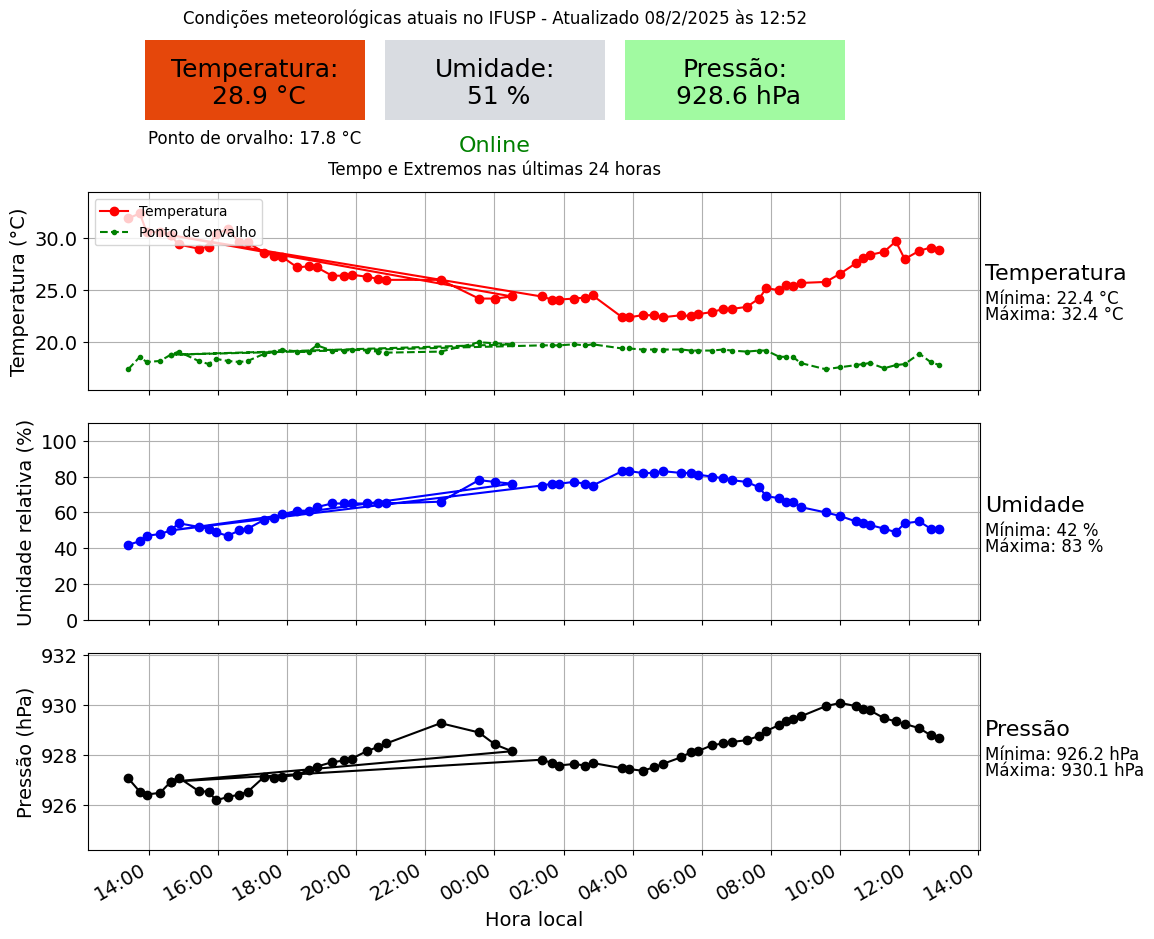 Condições meteorológicas atuais no IFUSP - Atualizado 08/2/2025 às 12:52
Temperatura:
28.9 °C
Umidade:
51 %
Pressão:
928.6 hPa
Ponto de orvalho: 17.8 °C
Online
Tempo e Extremos nas últimas 24 horas
Temperatura
Ponto de orvalho
Temperatura (°C)
30.0
25.0
20.0
Temperatura
Mínima: 22.4 °C
Máxima: 32.4 °C
Umidade relativa (%)
100
80
60
40
20
0
Umidade
Mínima: 42 %
Máxima: 83 %
Pressão (hPa)
932
930
928
926
Pressão
Mínima: 926.2 hPa
Máxima: 930.1 hPa
14:00 16:00 18:00 20:00 22:00 00:00 02:00 04:00 06:00 08:00 10:00 12:00 14:00
Hora local